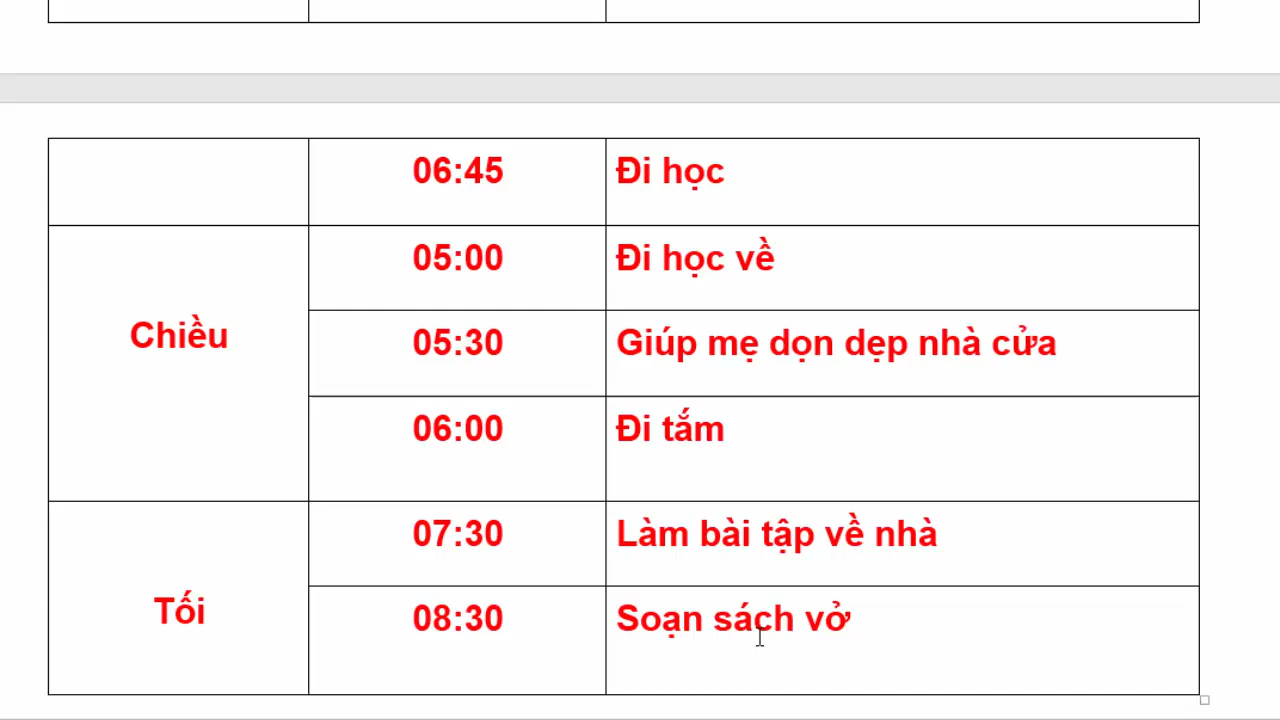 06:45 Đi học
Chiều
05:00 Đi học về
05:30 Giúp mẹ dọn dẹp nhà cửa
06:00 Đi tắm
Tối
07:30 Làm bài tập về nhà
08:30 Soạn sách vở